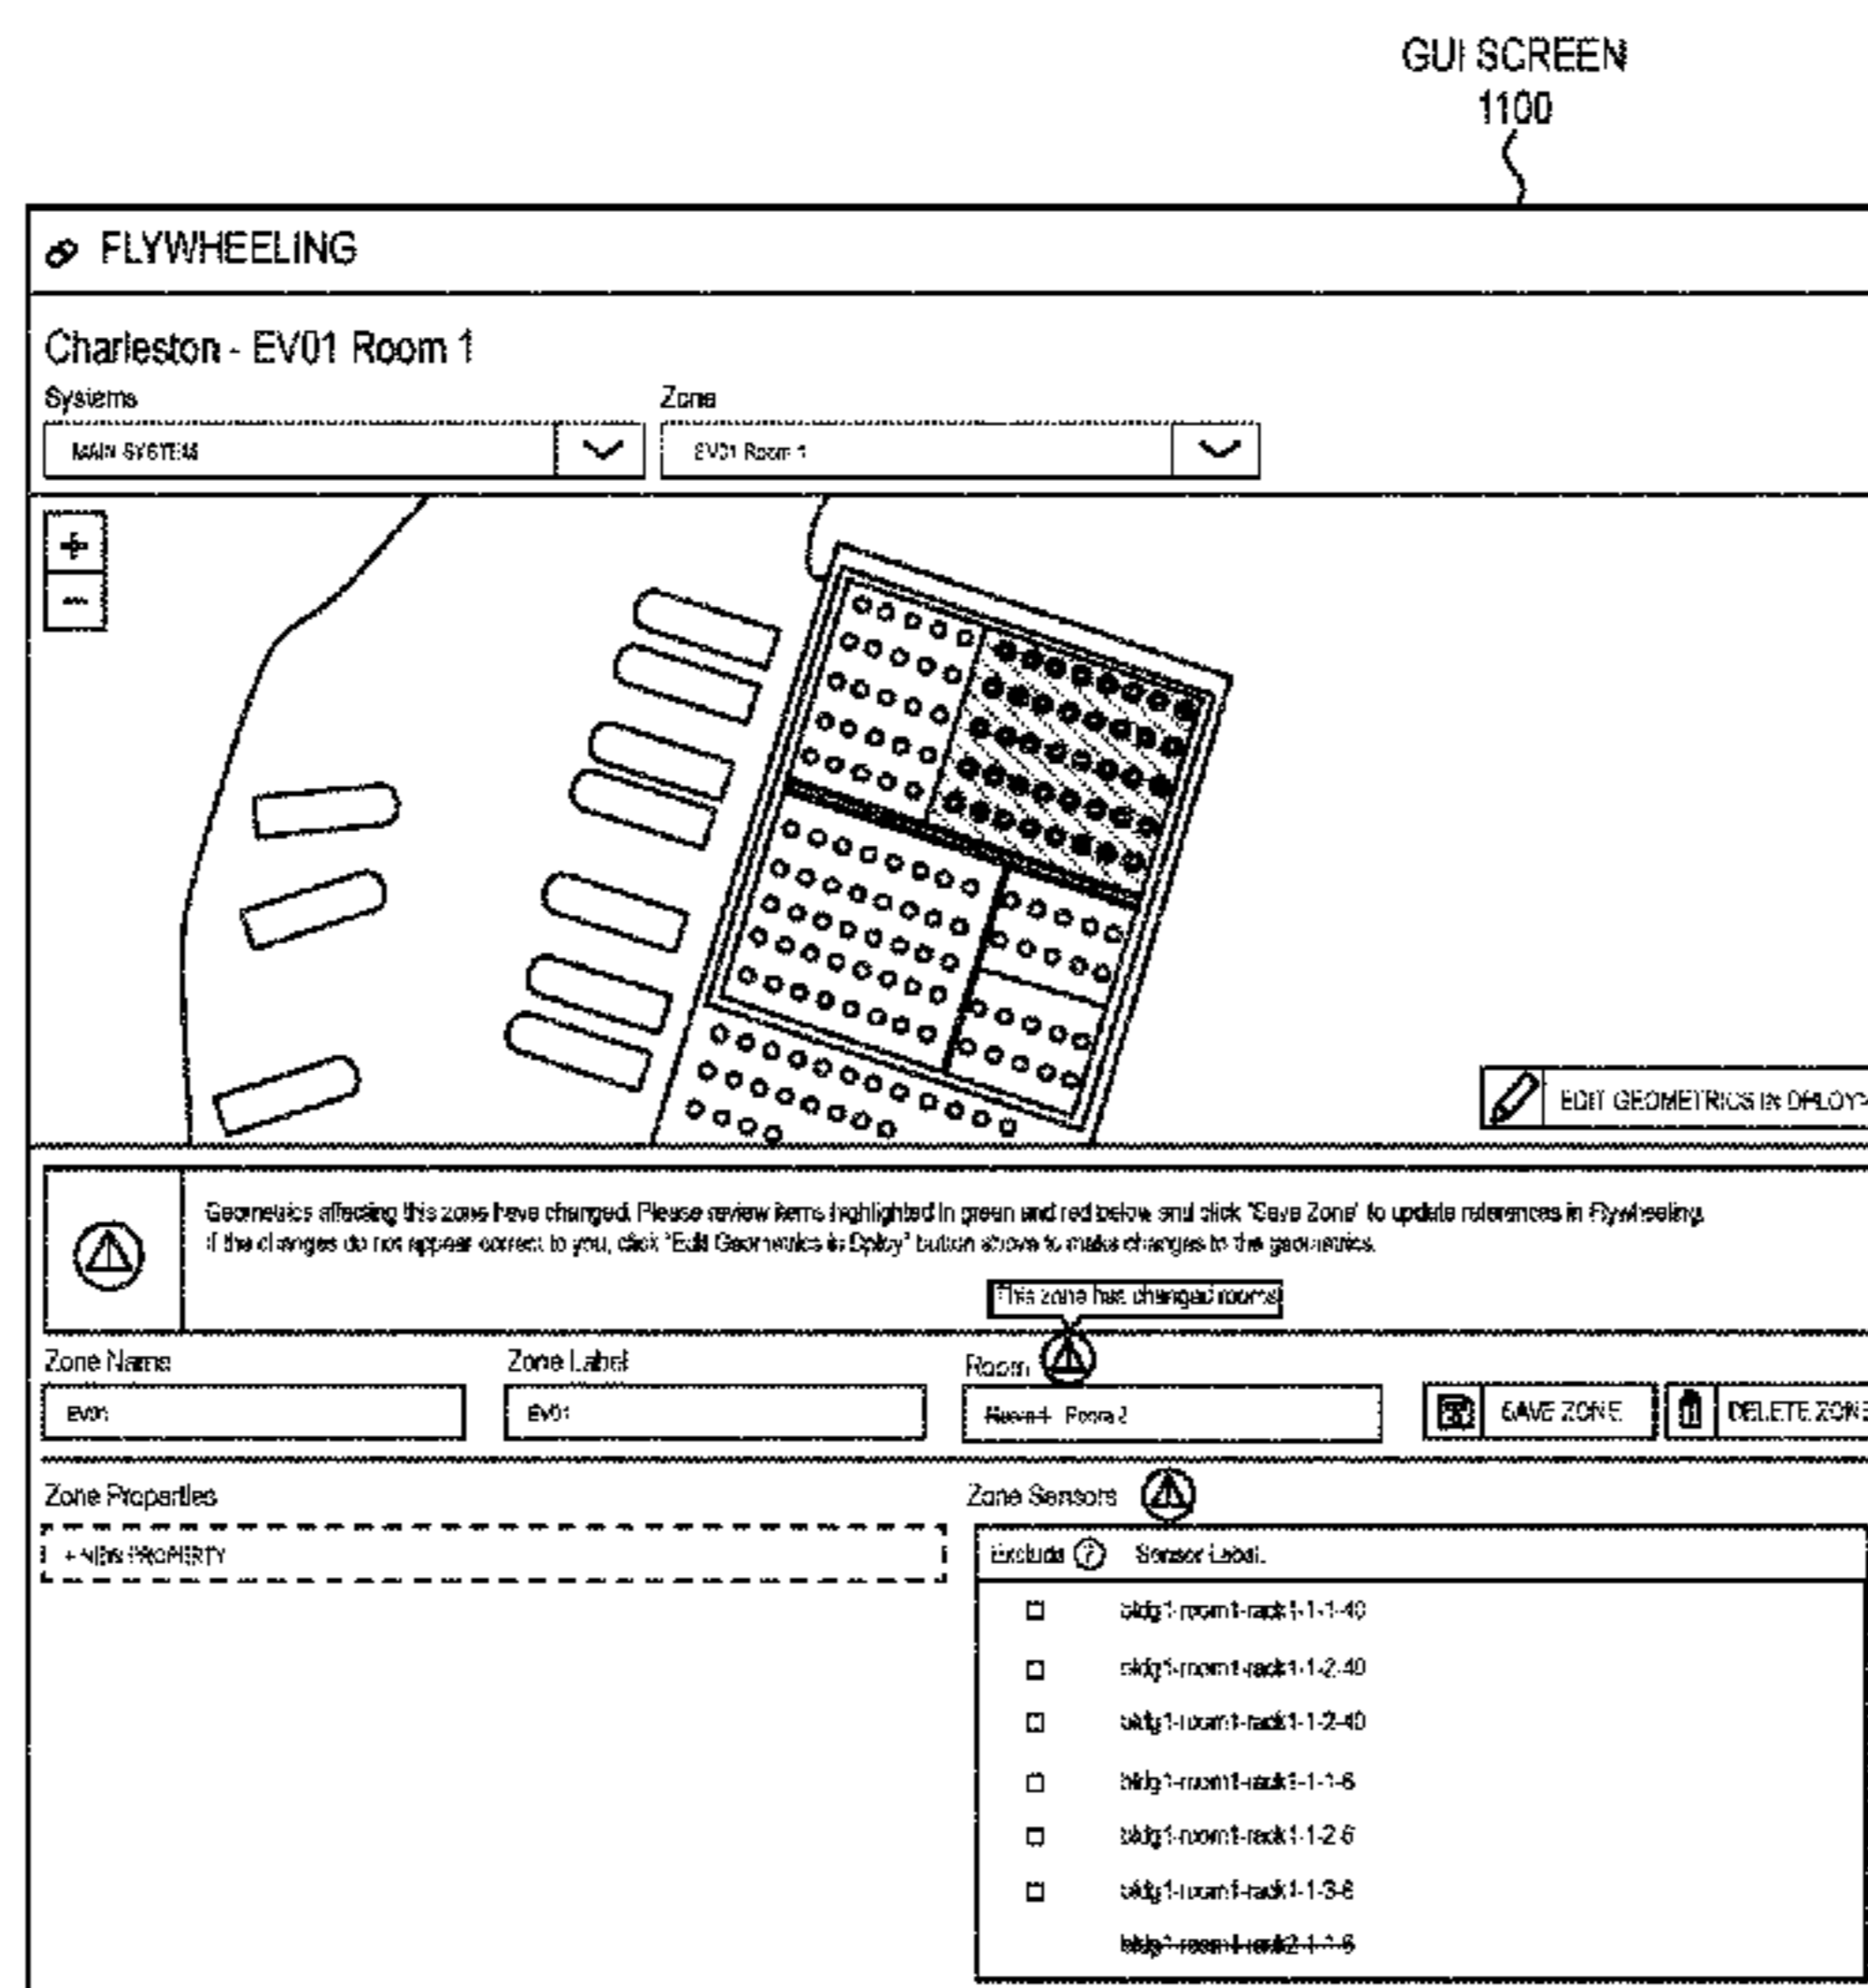 GUI SCREEN
1100
FLYWHEELING
Charleston - EV01 Room 1
Systems
Zone
MAIN SYSTEM
EV01 Room 1
+
-
EDIT GEOMETRICS IN
Geometrics affecting this zone have changed. Please review items highlighted in green and red below and click "Save Zone" to update references in Flywheeling.
If the changes do not appear correct to you, click "Edit Geometrics in Dploy" button above to make changes to the geometrics.
This zone has changed rooms
Zone Name
Zone Label
Room
EV01
EV01
Room 1 Room 2
SAVE ZONE
DELETE ZONE
Zone Properties
Zone Sensors
+ NEW PROPERTY
Exclude ? Sensor Label
bldg1-room1-rack1-1-1-40
bldg1-room1-rack1-1-2-40
bldg1-room1-rack1-1-2-40
bldg1-room1-rack1-1-1-6
bldg1-room1-rack1-1-2-6
bldg1-room1-rack1-1-3-6
bldg1-room1-rack2-1-1-6